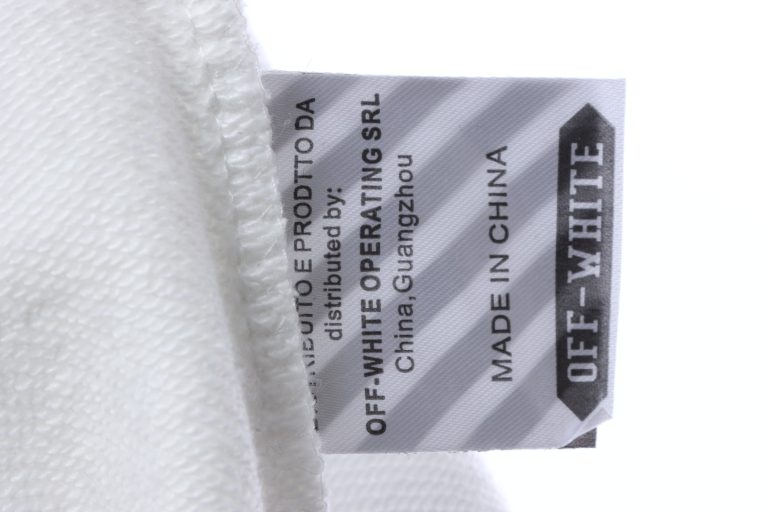 E PRODTTO DA
distributed by:
OFF-WHITE OPERATING SRL
China,Guangzhou
MADE IN CHINA
OFF-WHITE